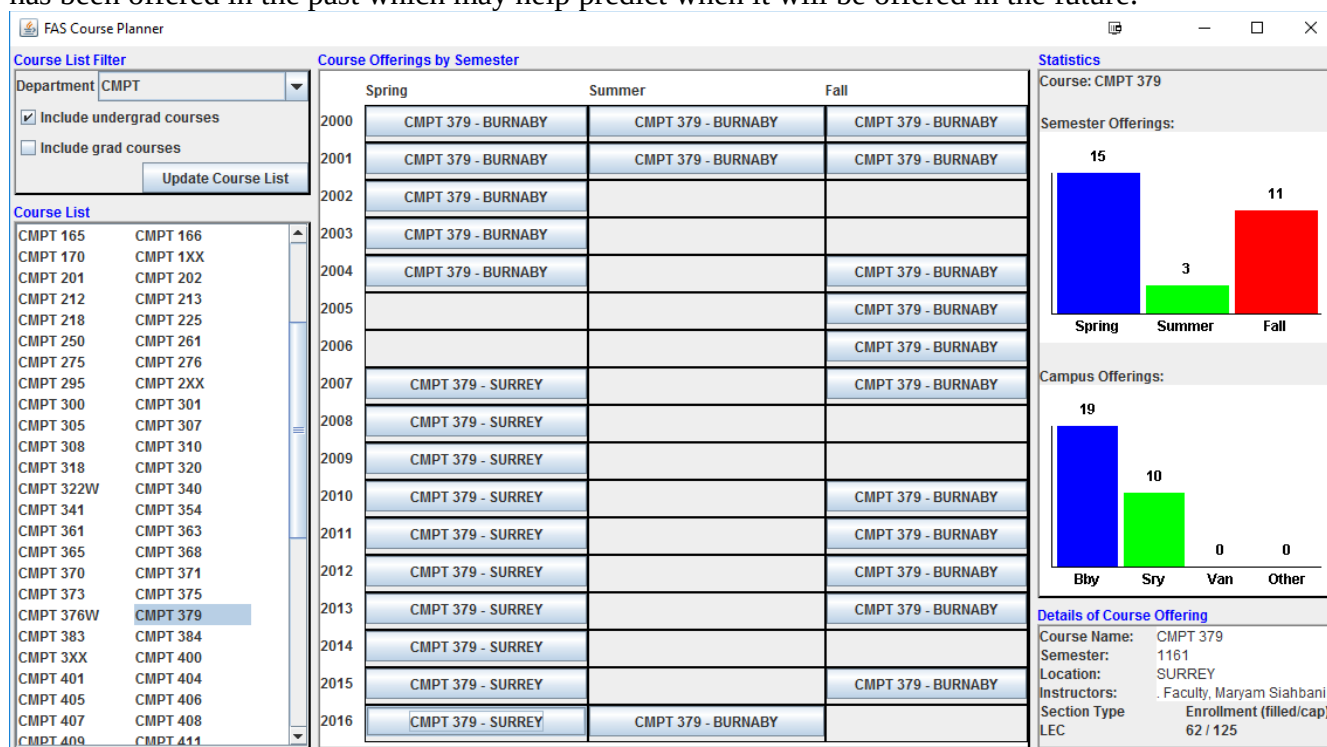 has been offered in the past which may help predict when it will be offered in the future.
FAS Course Planner
Course List Filter
Department CMPT
Include undergrad courses
Include grad courses
Update Course List
Course List
CMPT 165 CMPT 166
CMPT 170 CMPT 1XX
CMPT 201 CMPT 202
CMPT 212 CMPT 213
CMPT 218 CMPT 225
CMPT 250 CMPT 261
CMPT 275 CMPT 276
CMPT 295 CMPT 2XX
CMPT 300 CMPT 301
CMPT 305 CMPT 307
CMPT 308 CMPT 310
CMPT 318 CMPT 320
CMPT 322W CMPT 340
CMPT 341 CMPT 354
CMPT 361 CMPT 363
CMPT 365 CMPT 368
CMPT 370 CMPT 371
CMPT 373 CMPT 375
CMPT 376W CMPT 379
CMPT 383 CMPT 384
CMPT 3XX CMPT 400
CMPT 401 CMPT 404
CMPT 405 CMPT 406
CMPT 407 CMPT 408
CMPT 409 CMPT 411
Course Offerings by Semester
Spring Summer Fall
2000 CMPT 379 - BURNABY CMPT 379 - BURNABY CMPT 379 - BURNABY
2001 CMPT 379 - BURNABY CMPT 379 - BURNABY CMPT 379 - BURNABY
2002 CMPT 379 - BURNABY
2003 CMPT 379 - BURNABY
2004 CMPT 379 - BURNABY CMPT 379 - BURNABY
2005 CMPT 379 - BURNABY
2006 CMPT 379 - BURNABY
2007 CMPT 379 - SURREY CMPT 379 - BURNABY
2008 CMPT 379 - SURREY
2009 CMPT 379 - SURREY
2010 CMPT 379 - SURREY CMPT 379 - BURNABY
2011 CMPT 379 - SURREY CMPT 379 - BURNABY
2012 CMPT 379 - SURREY CMPT 379 - BURNABY
2013 CMPT 379 - SURREY CMPT 379 - BURNABY
2014 CMPT 379 - SURREY
2015 CMPT 379 - SURREY CMPT 379 - BURNABY
2016 CMPT 379 - SURREY CMPT 379 - BURNABY
Statistics
Course: CMPT 379
Semester Offerings:
15
11
3
Spring Summer Fall
Campus Offerings:
19
10
0 0
Bby Sry Van Other
Details of Course Offering
Course Name: CMPT 379
Semester: 1161
Location: SURREY
Instructors: . Faculty, Maryam Siahbani
Section Type Enrollment (filled/cap)
LEC 62 / 125